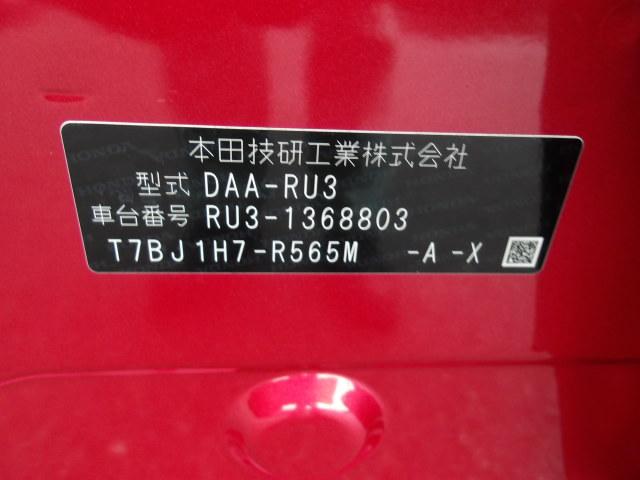 本田技研工業株式会社
型式 DAA-RU3
車台番号 RU3-1368803
T7BJ1H7-R565M -A -X